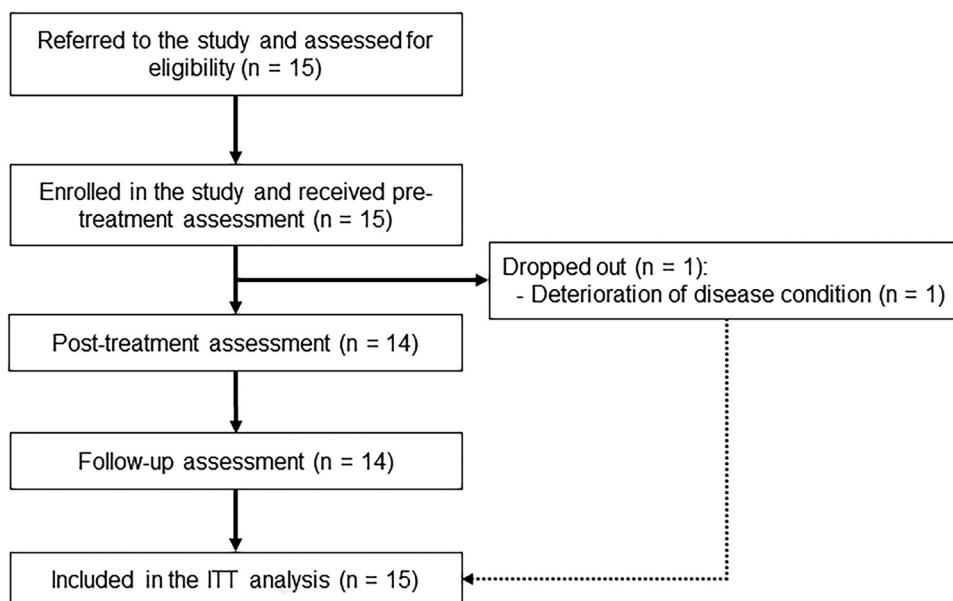 Referred to the study and assessed for
eligibility (n = 15)
Enrolled in the study and received pre-
treatment assessment (n = 15)
Dropped out (n = 1):
- Deterioration of disease condition (n = 1)
Post-treatment assessment (n = 14)
Follow-up assessment (n = 14)
Included in the ITT analysis (n = 15)